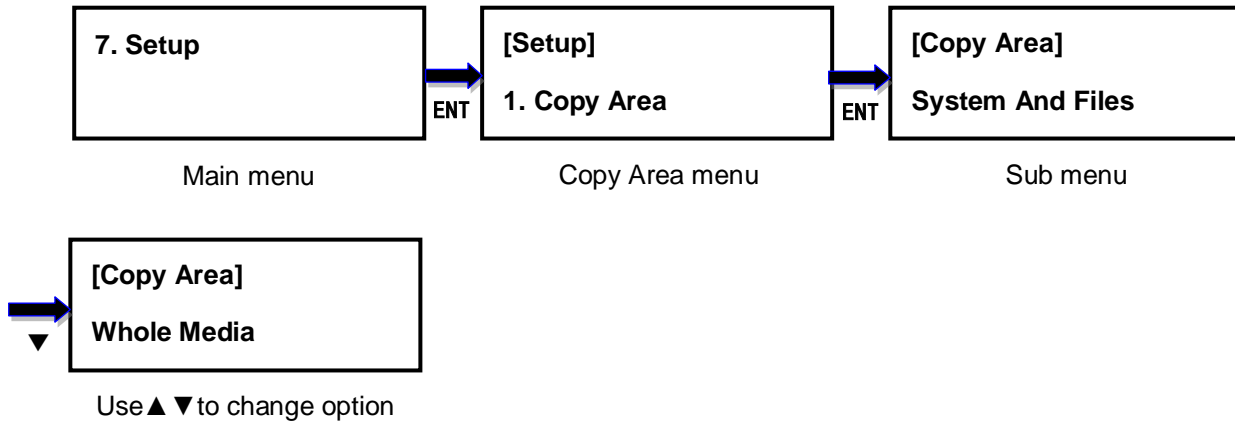 7. Setup
ENT
[Setup]
1. Copy Area
ENT
[Copy Area]
System And Files
Main menu
Copy Area menu
Sub menu
▼
[Copy Area]
Whole Media
Use▲▼to change option